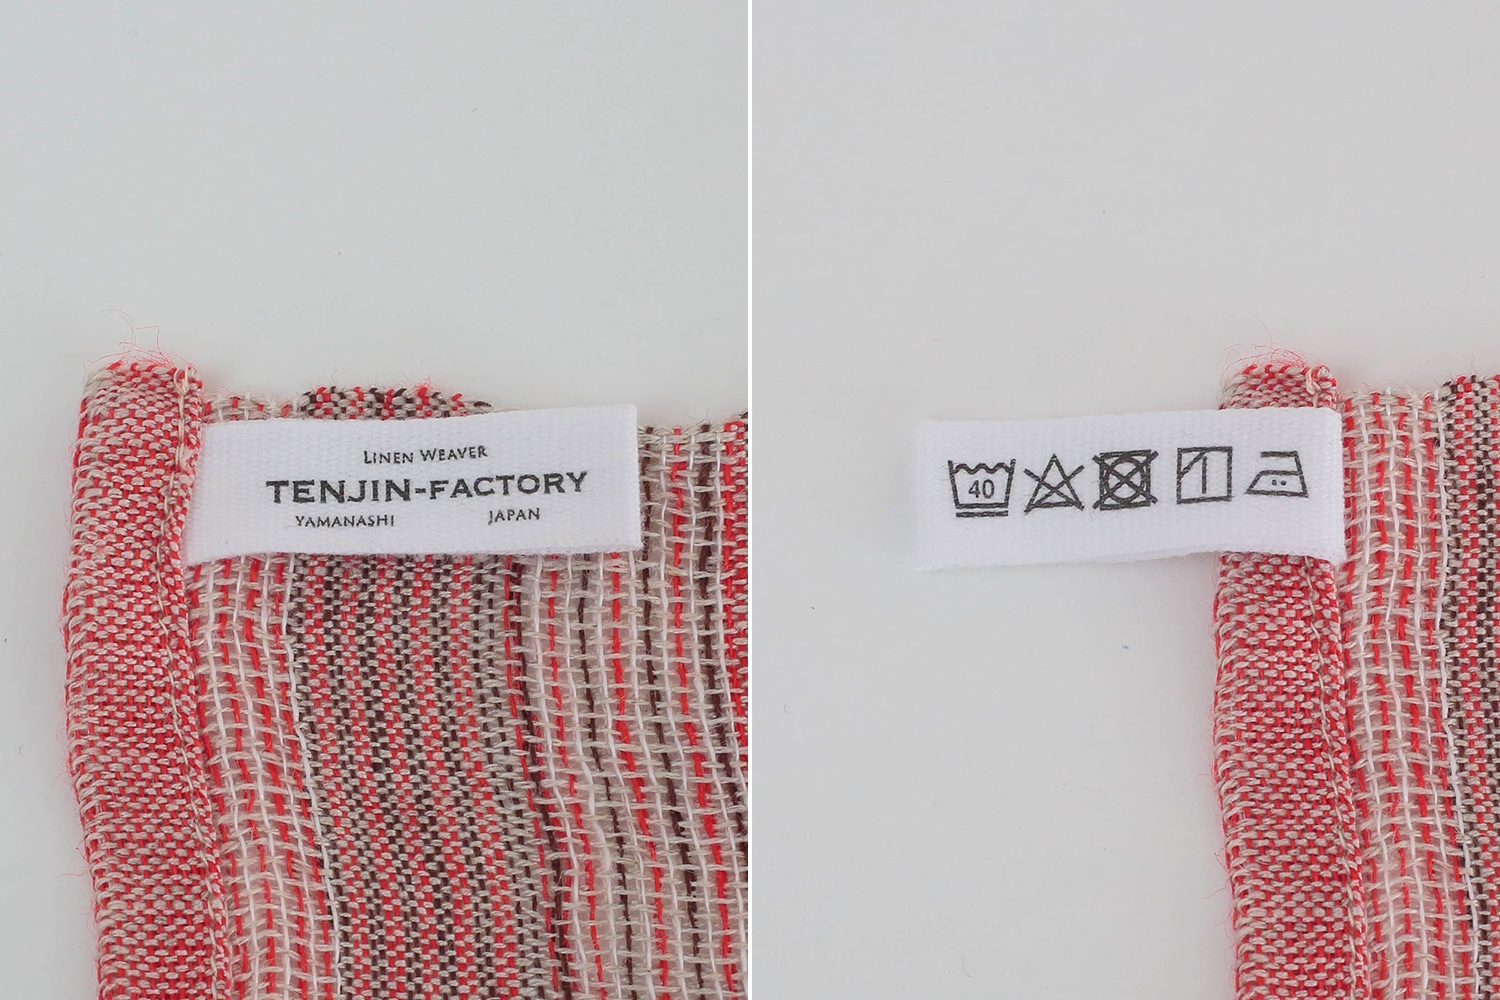 LINEN WEAVER
TENJIN-FACTORY
YAMANASHI JAPAN
40